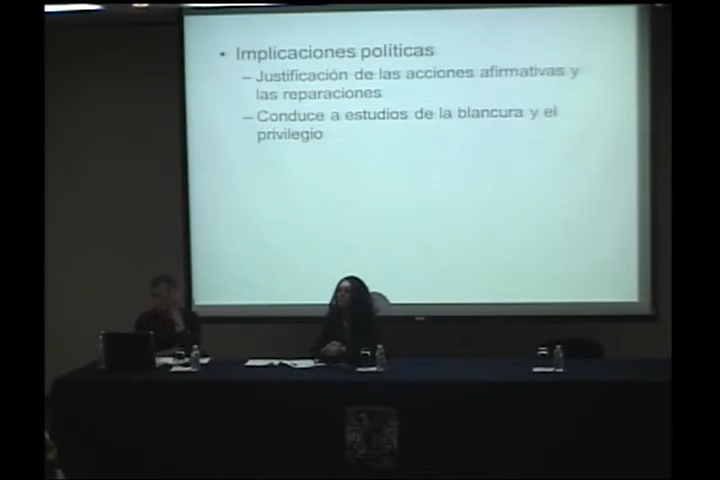 • Implicaciones políticas
– Justificación de las acciones afirmativas y
las reparaciones
– Conduce a estudios de la blancura y el
privilegio